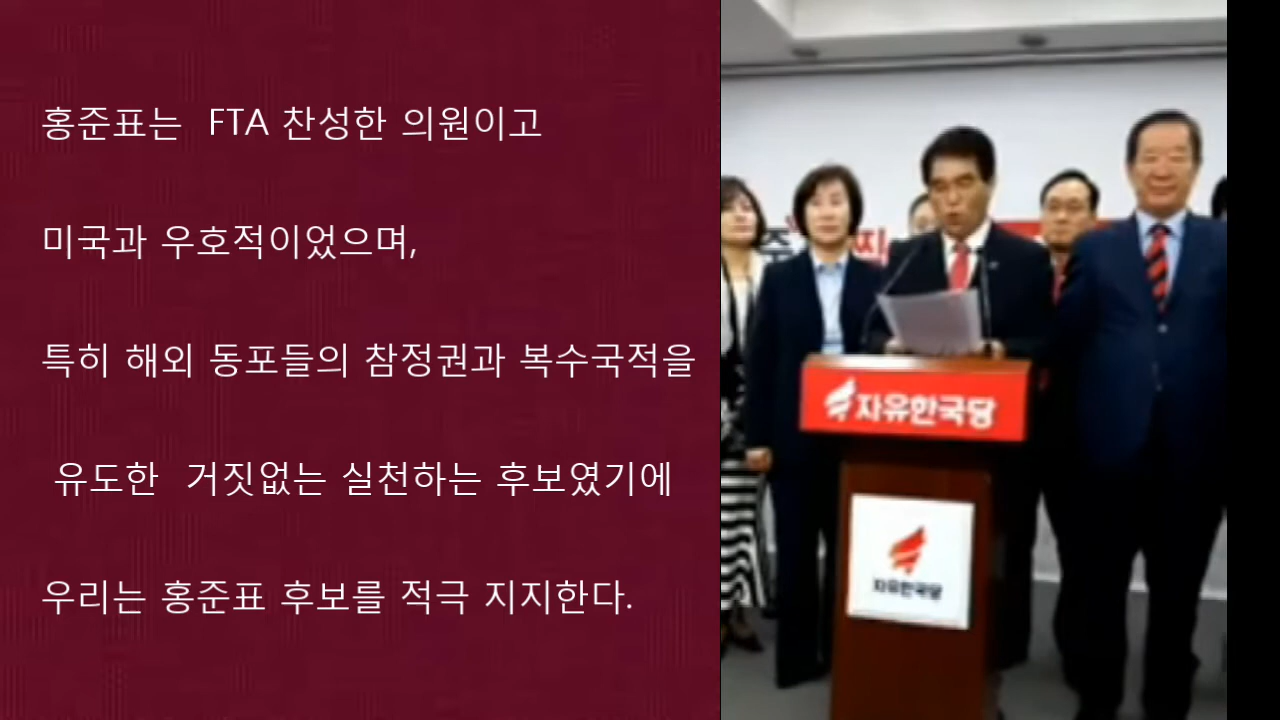 홍준표는 FTA 찬성한 의원이고
미국과 우호적이었으며,
특히 해외 동포들의 참정권과 복수국적을
유도한 거짓없는 실천하는 후보였기에
우리는 홍준표 후보를 적극 지지한다.
자유한국당
자유한국당